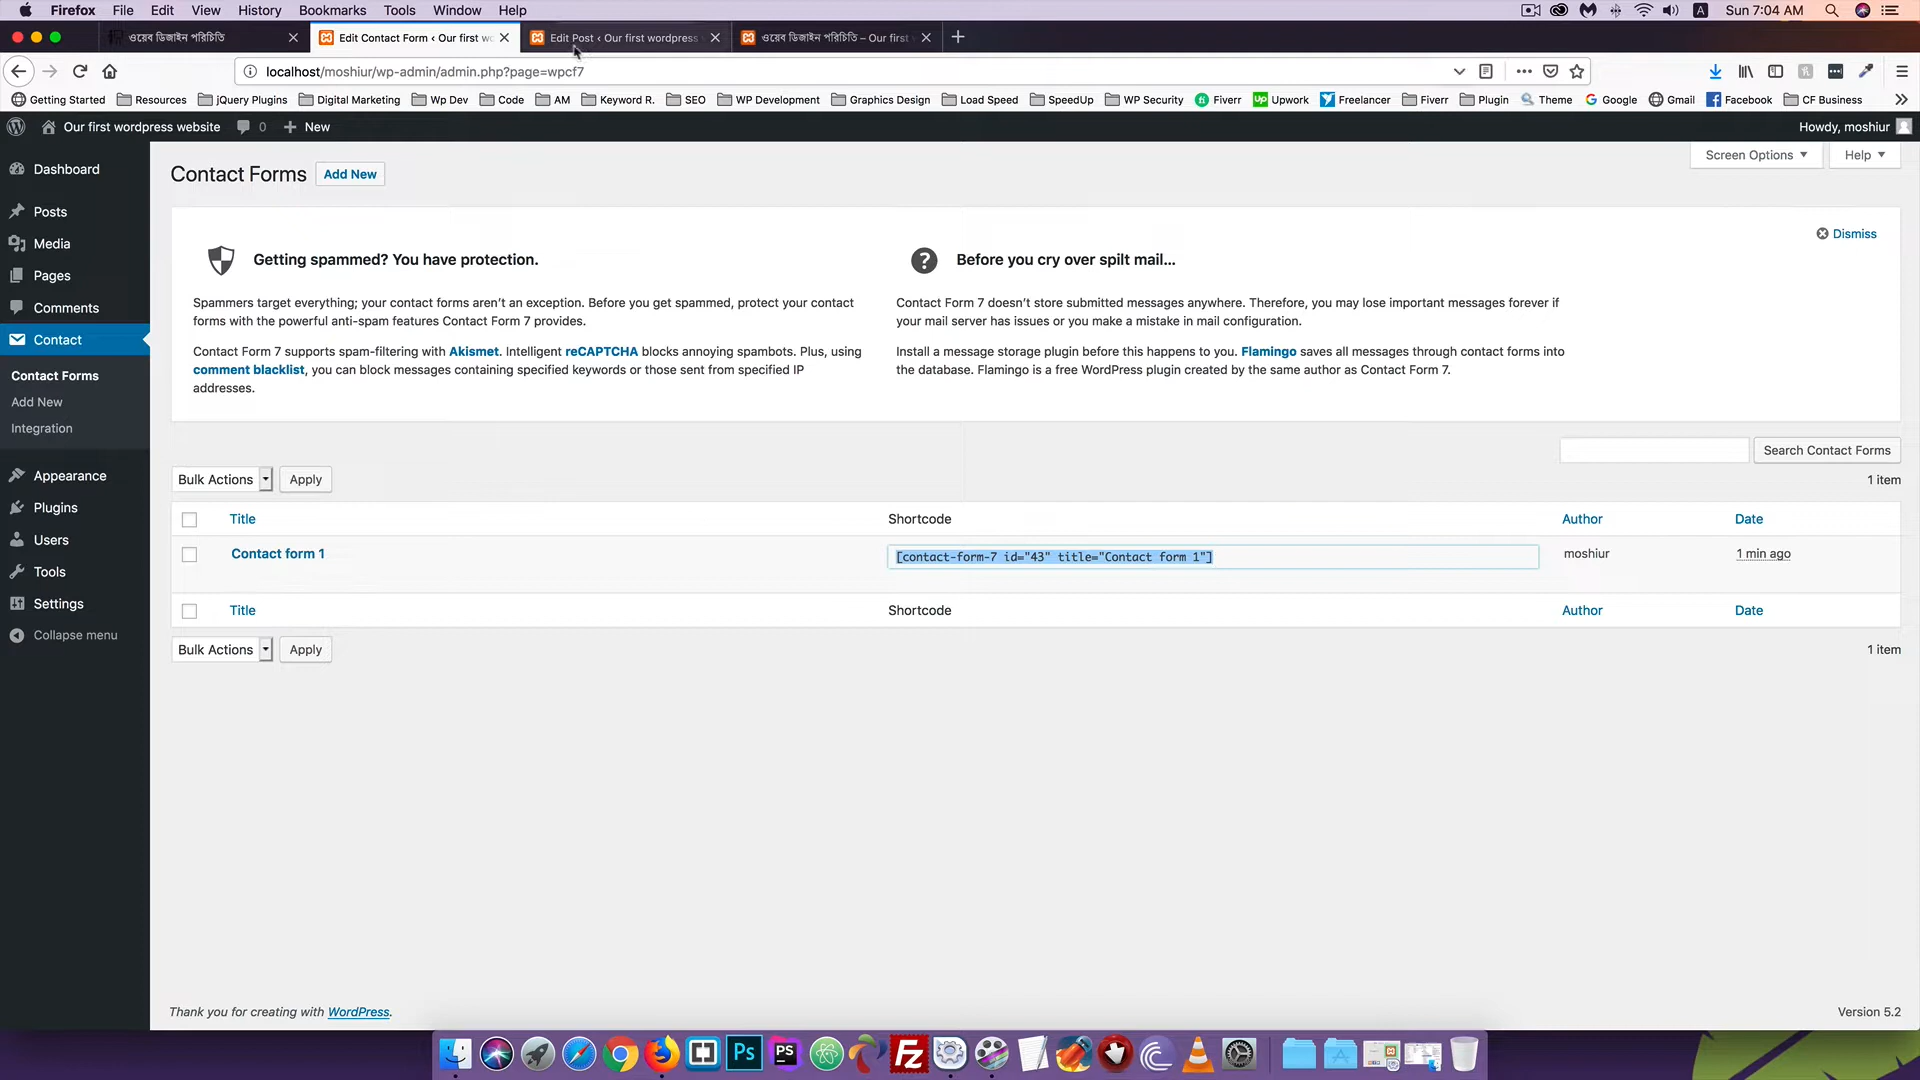 Firefox File Edit View History Bookmarks Tools Window Help Sun 7:04 AM
ওয়েব ডিজাইন পরিচিতি Edit Contact Form ‹ Our first wo Edit Post ‹ Our first wordpress ওয়েব ডিজাইন পরিচিতি – Our first
localhost/moshiur/wp-admin/admin.php?page=wpcf7
Getting Started Resources jQuery Plugins Digital Marketing Wp Dev Code AM Keyword R. SEO WP Development Graphics Design Load Speed SpeedUp WP Security Fiverr Upwork Freelancer Fiverr Plugin Theme Google Gmail Facebook CF Business
Our first wordpress website 0 New Howdy, moshiur
Dashboard
Posts
Media
Pages
Comments
Contact
Contact Forms
Add New
Integration
Appearance
Plugins
Users
Tools
Settings
Collapse menu
Screen Options Help
Contact Forms Add New
Dismiss
Getting spammed? You have protection.
Spammers target everything; your contact forms aren't an exception. Before you get spammed, protect your contact
forms with the powerful anti-spam features Contact Form 7 provides.
Contact Form 7 supports spam-filtering with Akismet. Intelligent reCAPTCHA blocks annoying spambots. Plus, using
comment blacklist, you can block messages containing specified keywords or those sent from specified IP
addresses.
Before you cry over spilt mail…
Contact Form 7 doesn't store submitted messages anywhere. Therefore, you may lose important messages forever if
your mail server has issues or you make a mistake in mail configuration.
Install a message storage plugin before this happens to you. Flamingo saves all messages through contact forms into
the database. Flamingo is a free WordPress plugin created by the same author as Contact Form 7.
Search Contact Forms
Bulk Actions Apply 1 item
Title Shortcode Author Date
Contact form 1 [contact-form-7 id="43" title="Contact form 1"] moshiur 1 min ago
Title Shortcode Author Date
Bulk Actions Apply 1 item
Thank you for creating with WordPress. Version 5.2
Ps PS Fz